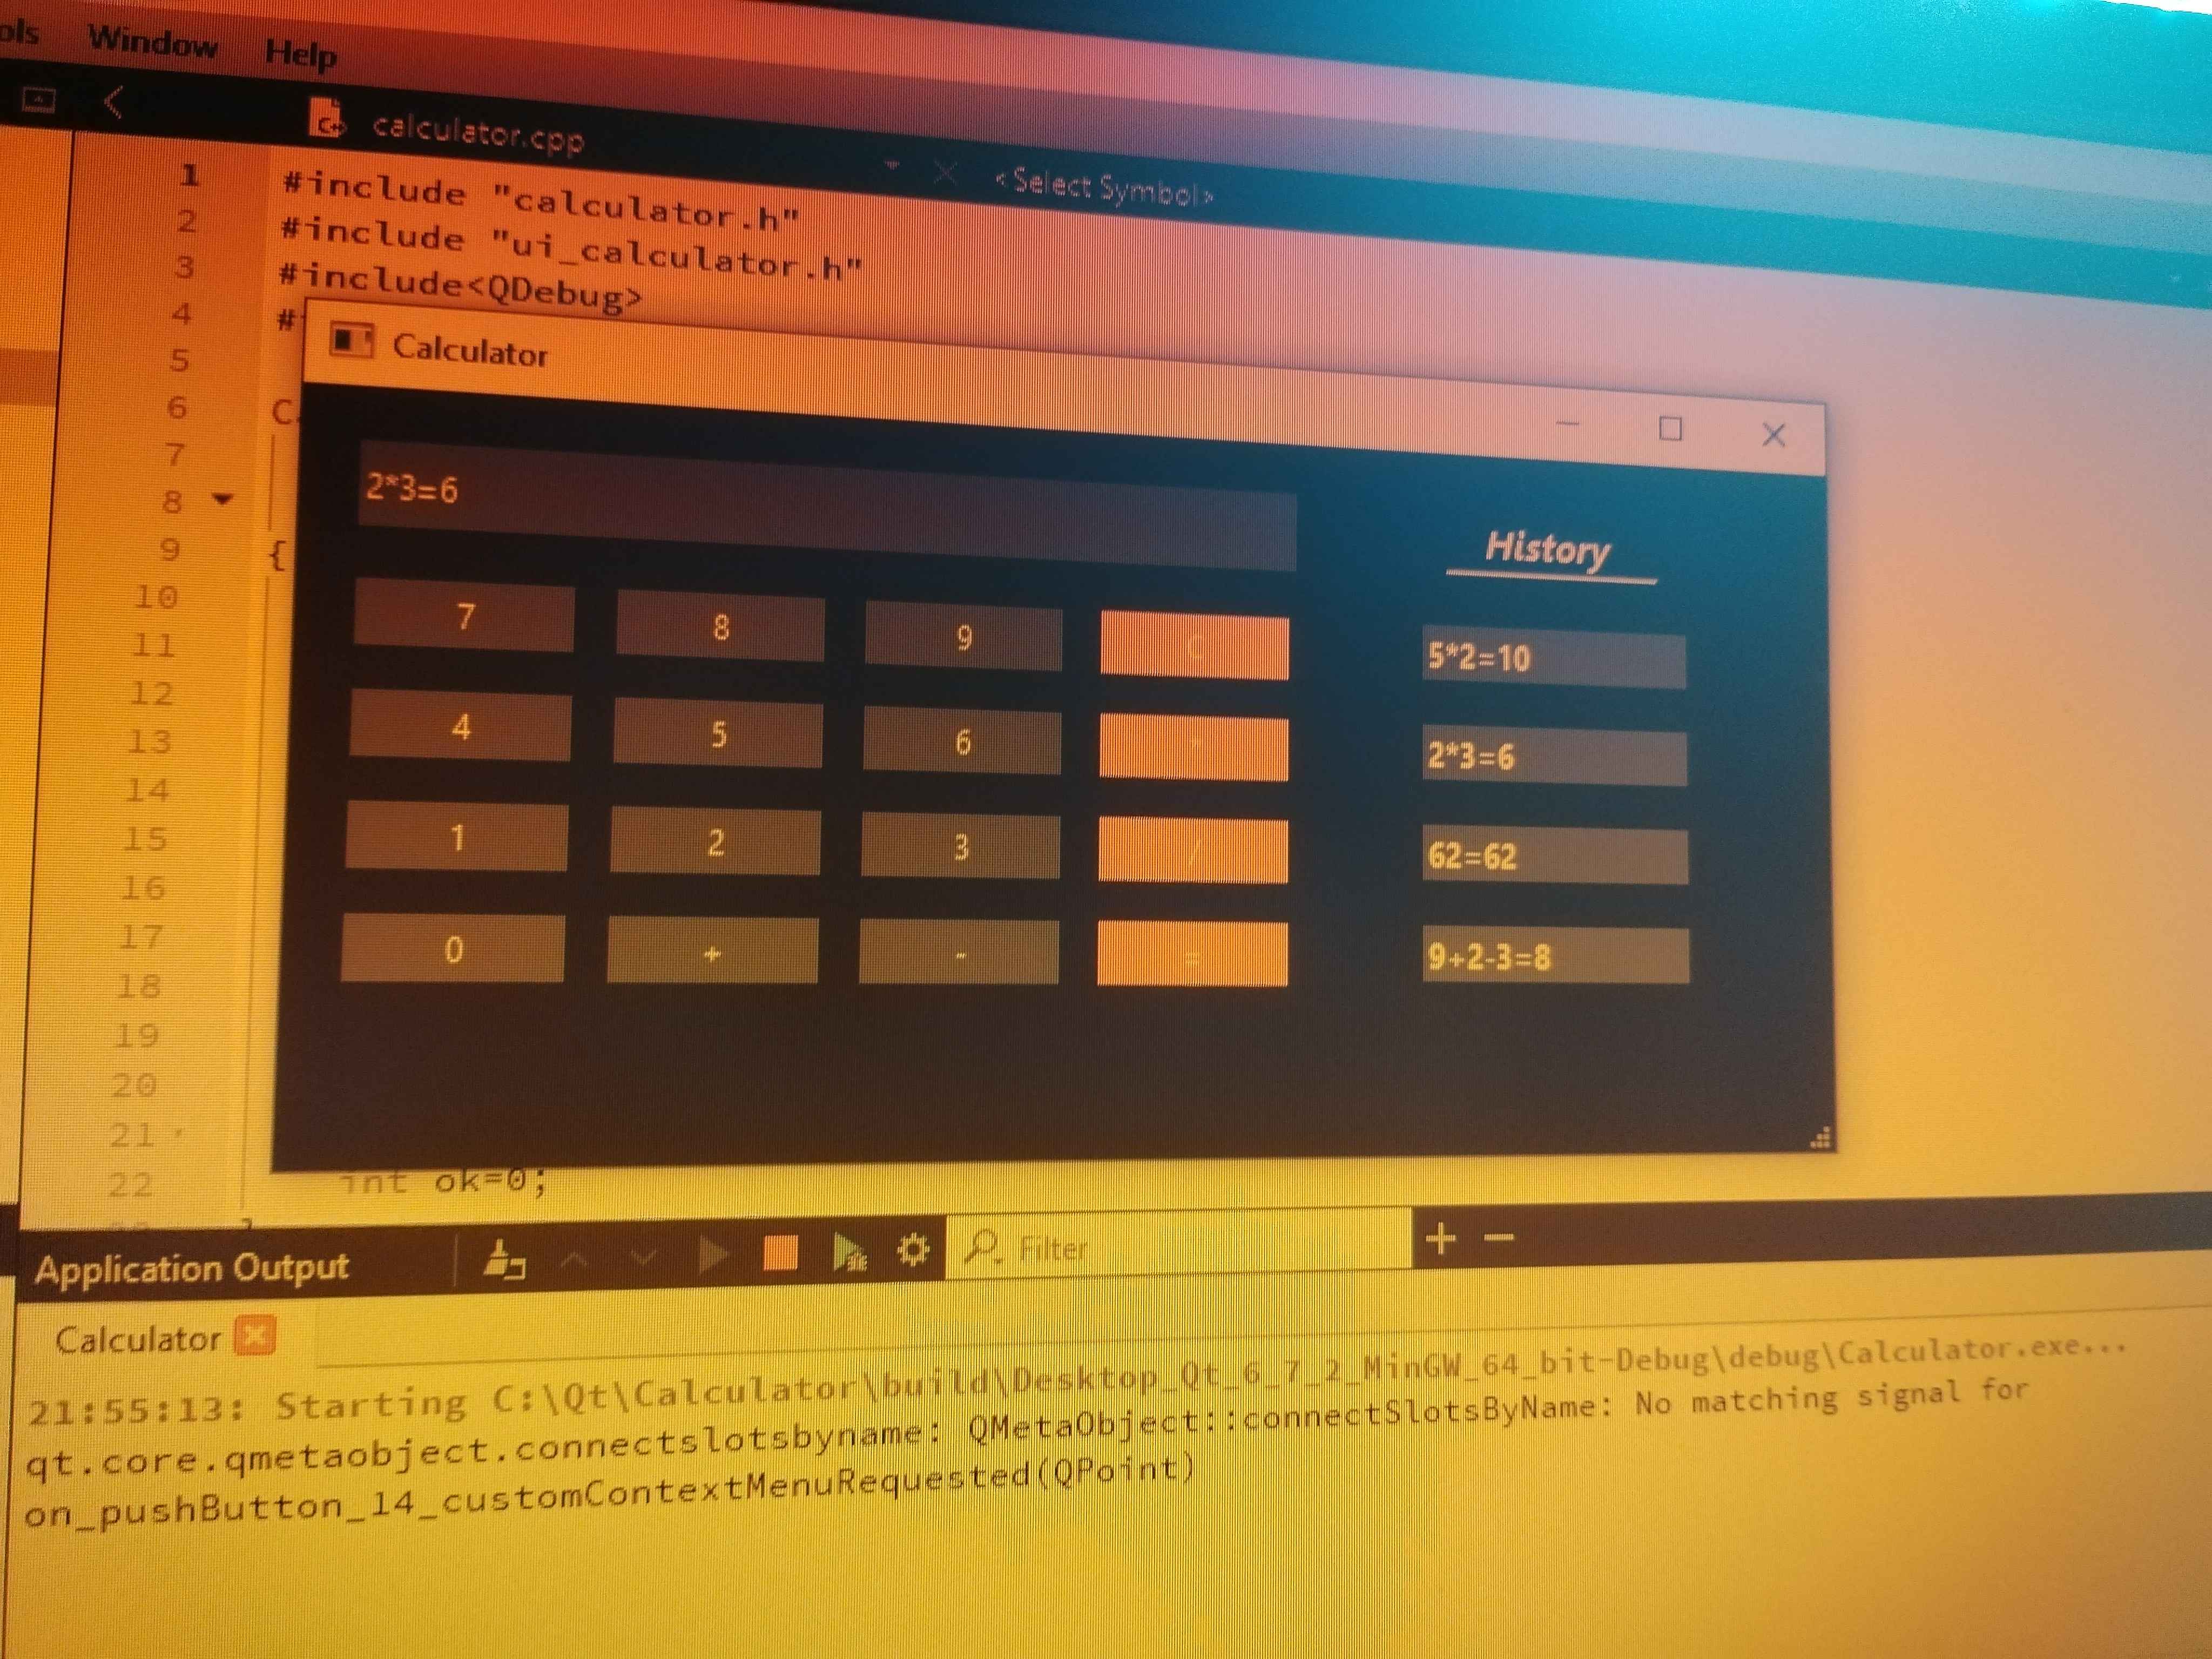 ols Window Help
calculator.cpp <Select Symbol>
1 #include "calculator.h"
2 #include "ui_calculator.h"
3 #include<QDebug>
4 #
5
6 C
7
8
9 {
10
11
12
13
14
15
16
17
18
19
20
21
22 int ok=0;
Calculator
2*3=6
History
7 8 9 C
5*2=10
4 5 6 *
2*3=6
1 2 3 /
62=62
0 + - =
9+2-3=8
Application Output Filter + −
Calculator
21:55:13: Starting C:\Qt\Calculator\build\Desktop_Qt_6_7_2_MinGW_64_bit-Debug\debug\Calculator.exe...
qt.core.qmetaobject.connectslotsbyname: QMetaObject::connectSlotsByName: No matching signal for
on_pushButton_14_customContextMenuRequested(QPoint)